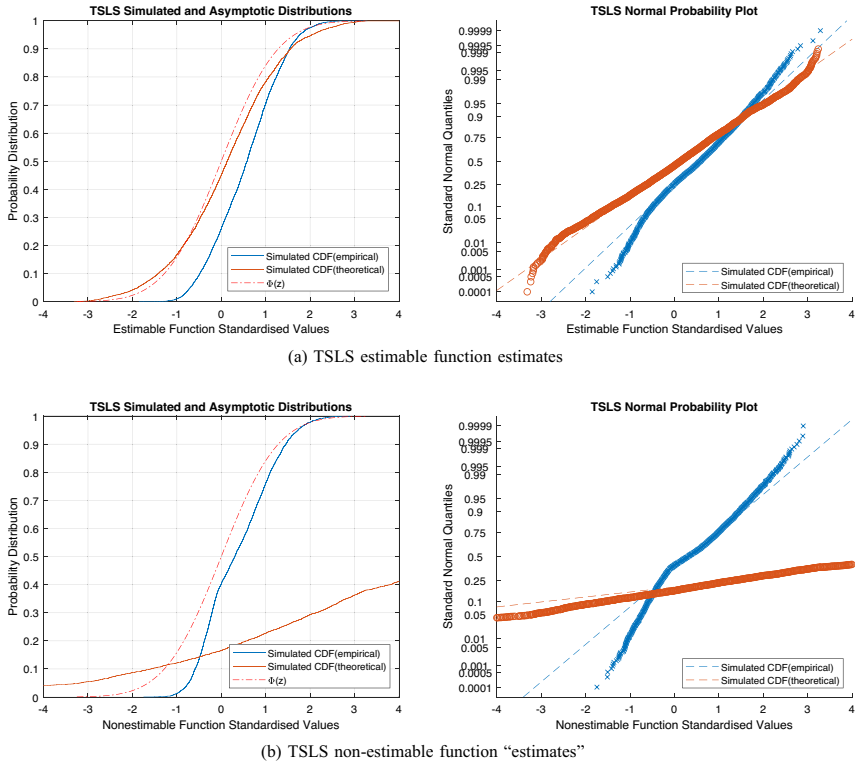 TSLS Simulated and Asymptotic Distributions
1
0.9
0.8
0.7
0.6
0.5
0.4
0.3
0.2
0.1
0
Probability Distribution
Simulated CDF(empirical)
Simulated CDF(theoretical)
Φ(z)
-4 -3 -2 -1 0 1 2 3 4
Estimable Function Standardised Values
TSLS Normal Probability Plot
0.9999
0.9995
0.999
0.995
0.99
0.95
0.9
0.75
0.5
0.25
0.1
0.05
0.01
0.005
0.001
0.0005
0.0001
Standard Normal Quantiles
Simulated CDF(empirical)
Simulated CDF(theoretical)
-4 -3 -2 -1 0 1 2 3 4
Estimable Function Standardised Values
(a) TSLS estimable function estimates
TSLS Simulated and Asymptotic Distributions
1
0.9
0.8
0.7
0.6
0.5
0.4
0.3
0.2
0.1
0
Probability Distribution
Simulated CDF(empirical)
Simulated CDF(theoretical)
Φ(z)
-4 -3 -2 -1 0 1 2 3 4
Nonestimable Function Standardised Values
TSLS Normal Probability Plot
0.9999
0.9995
0.999
0.995
0.99
0.95
0.9
0.75
0.5
0.25
0.1
0.05
0.01
0.005
0.001
0.0005
0.0001
Standard Normal Quantiles
Simulated CDF(empirical)
Simulated CDF(theoretical)
-4 -3 -2 -1 0 1 2 3 4
Nonestimable Function Standardised Values
(b) TSLS non-estimable function “estimates”